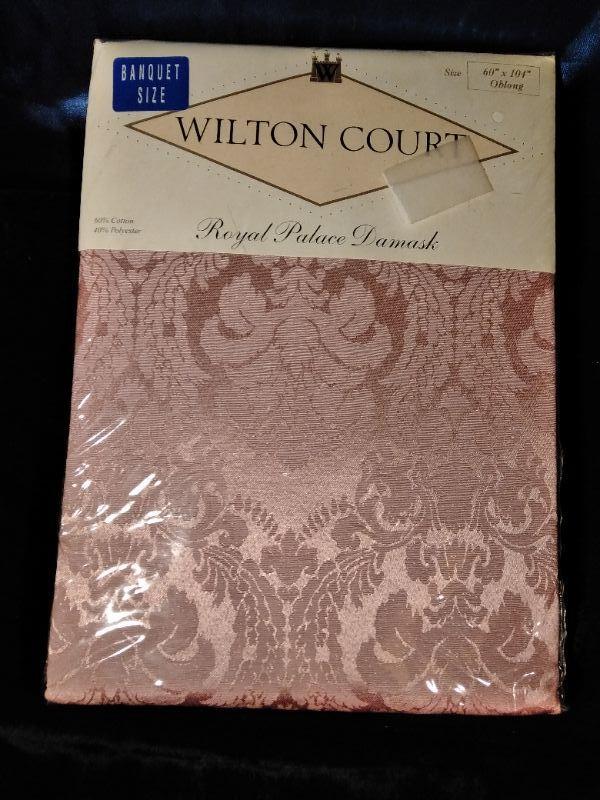 BANQUET
SIZE
W
Size 60" x 104"
Oblong
WILTON COURT
60% Cotton
40% Polyester
Royal Palace Damask